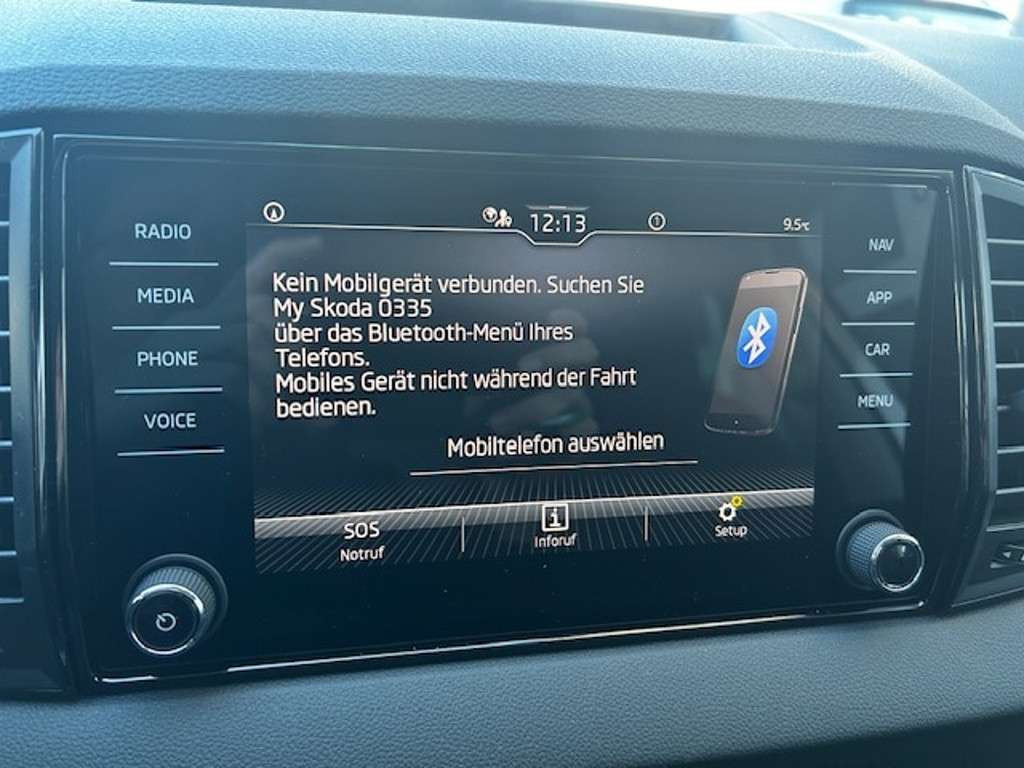 12:13
9.5°C
RADIO
MEDIA
PHONE
VOICE
Kein Mobilgerät verbunden. Suchen Sie
My Skoda 0335
über das Bluetooth-Menü Ihres
Telefons.
Mobiles Gerät nicht während der Fahrt
bedienen.
Mobiltelefon auswählen
SOS
Notruf
i
Inforuf
Setup
NAV
APP
CAR
MENU